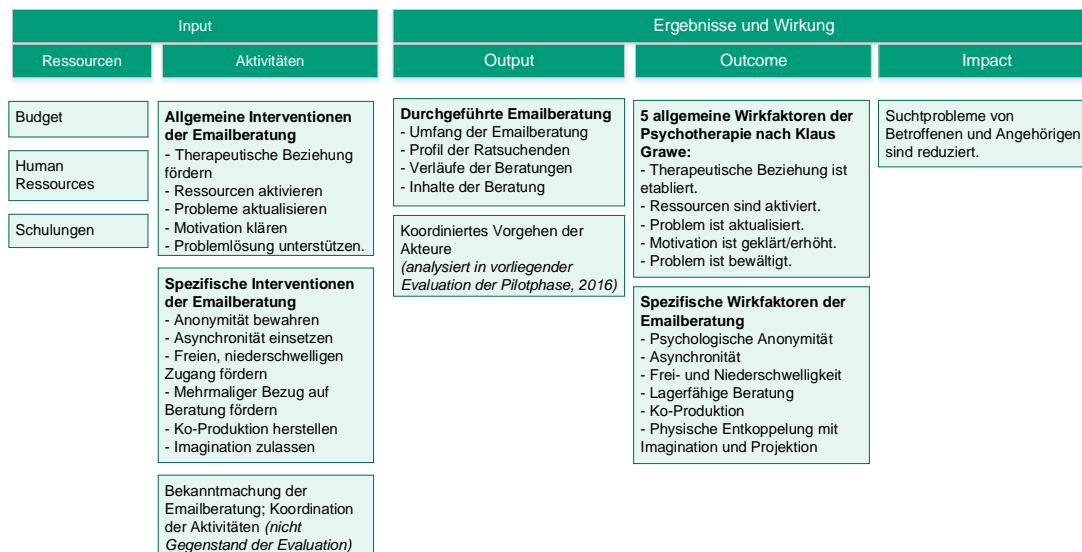 Input
Ergebnisse und Wirkung
Ressourcen
Aktivitäten
Output
Outcome
Impact
Budget
Human
Ressources
Schulungen
Allgemeine Interventionen
der Emailberatung
- Therapeutische Beziehung
fördern
- Ressourcen aktivieren
- Probleme aktualisieren
- Motivation klären
- Problemlösung unterstützen.
Spezifische Interventionen
der Emailberatung
- Anonymität bewahren
- Asynchronität einsetzen
- Freien, niederschwelligen
Zugang fördern
- Mehrmaliger Bezug auf
Beratung fördern
- Ko-Produktion herstellen
- Imagination zulassen
Bekanntmachung der
Emailberatung; Koordination
der Aktivitäten (nicht
Gegenstand der Evaluation)
Durchgeführte Emailberatung
- Umfang der Emailberatung
- Profil der Ratsuchenden
- Verläufe der Beratungen
- Inhalte der Beratung
Koordiniertes Vorgehen der
Akteure
(analysiert in vorliegender
Evaluation der Pilotphase, 2016)
5 allgemeine Wirkfaktoren der
Psychotherapie nach Klaus
Grawe:
- Therapeutische Beziehung ist
etabliert.
- Ressourcen sind aktiviert.
- Problem ist aktualisiert.
- Motivation ist geklärt/erhöht.
- Problem ist bewältigt.
Spezifische Wirkfaktoren der
Emailberatung
- Psychologische Anonymität
- Asynchronität
- Frei- und Niederschwelligkeit
- Lagerfähige Beratung
- Ko-Produktion
- Physische Entkoppelung mit
Imagination und Projektion
Suchtprobleme von
Betroffenen und Angehörigen
sind reduziert.